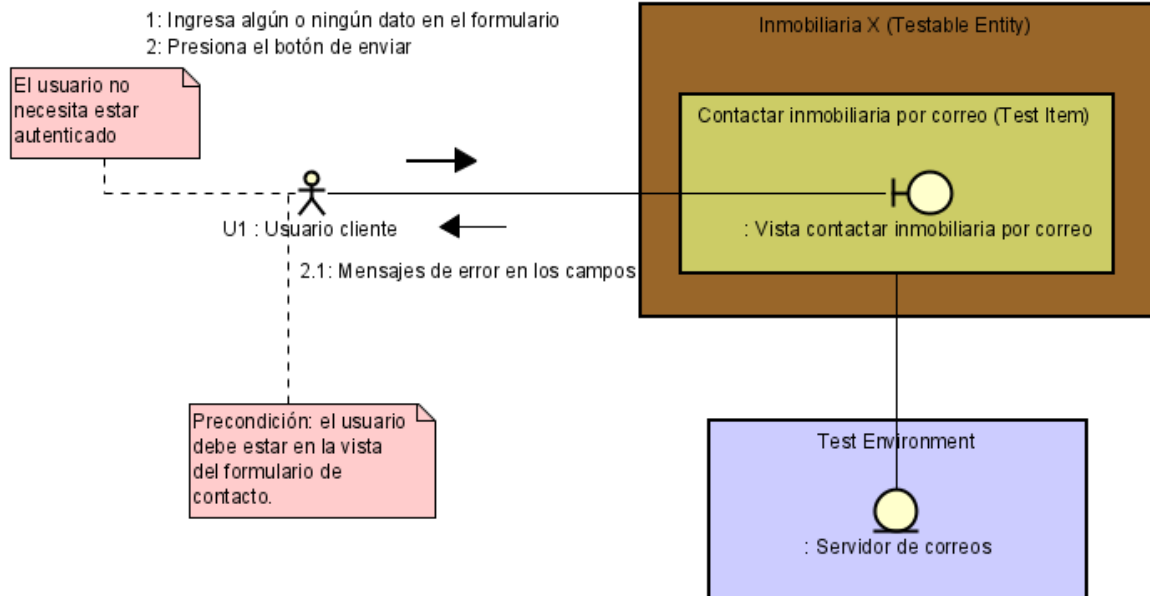 1: Ingresa algún o ningún dato en el formulario
2: Presiona el botón de enviar
Inmobiliaria X (Testable Entity)
El usuario no
necesita estar
autenticado
Contactar inmobiliaria por correo (Test Item)
U1 : Usuario cliente
: Vista contactar inmobiliaria por correo
2.1: Mensajes de error en los campos
Precondición: el usuario
debe estar en la vista
del formulario de
contacto.
Test Environment
: Servidor de correos